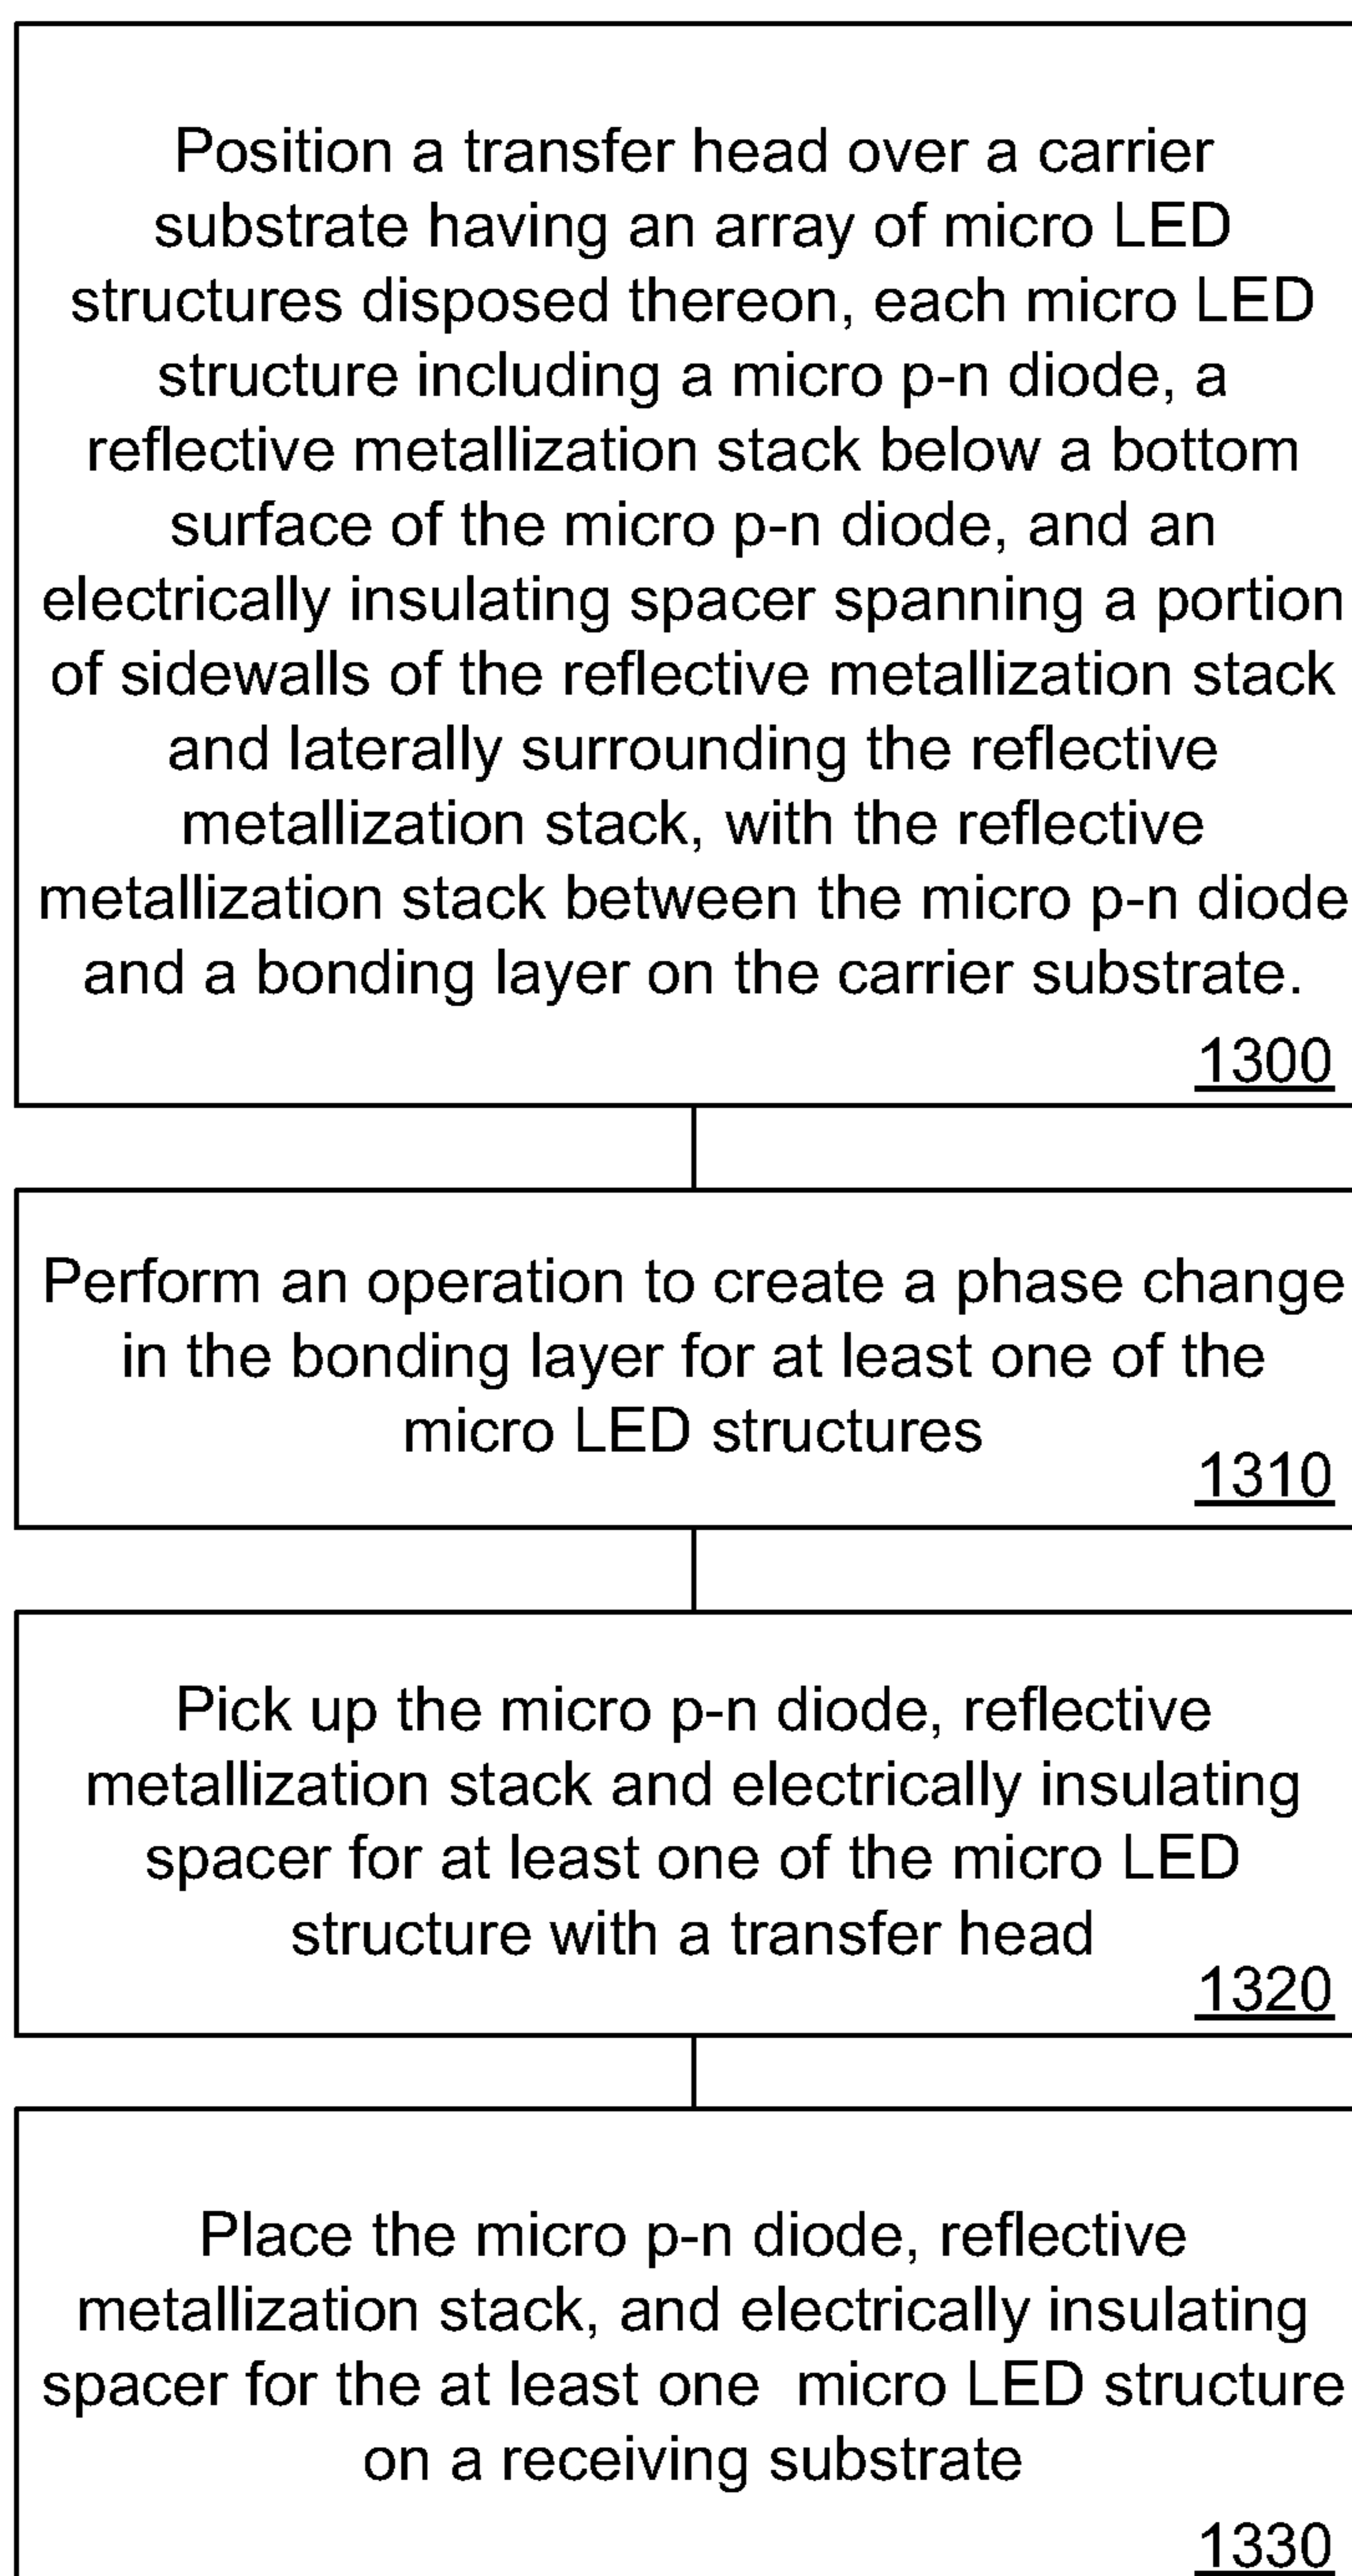 Position a transfer head over a carrier
substrate having an array of micro LED
structures disposed thereon, each micro LED
structure including a micro p-n diode, a
reflective metallization stack below a bottom
surface of the micro p-n diode, and an
electrically insulating spacer spanning a portion
of sidewalls of the reflective metallization stack
and laterally surrounding the reflective
metallization stack, with the reflective
metallization stack between the micro p-n diode
and a bonding layer on the carrier substrate.
1300
Perform an operation to create a phase change
in the bonding layer for at least one of the
micro LED structures
1310
Pick up the micro p-n diode, reflective
metallization stack and electrically insulating
spacer for at least one of the micro LED
structure with a transfer head
1320
Place the micro p-n diode, reflective
metallization stack, and electrically insulating
spacer for the at least one  micro LED structure
on a receiving substrate
1330